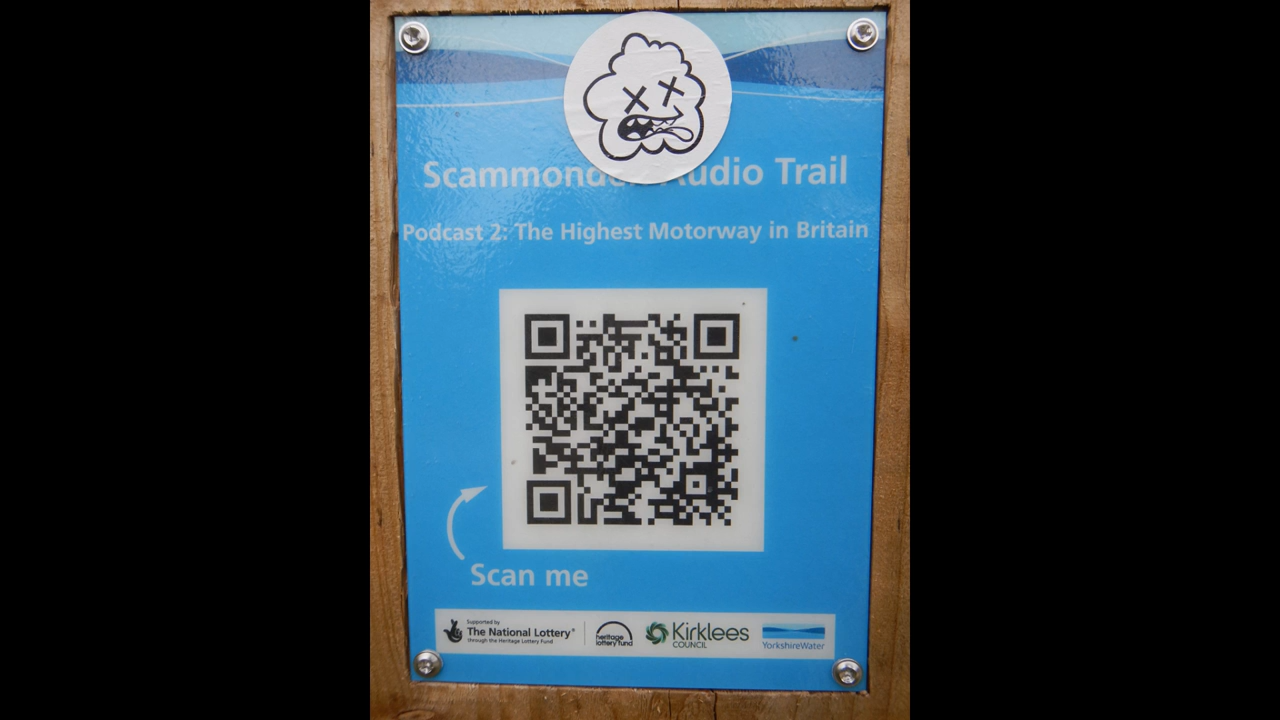 Scammonden Audio Trail
Podcast 2: The Highest Motorway in Britain
Scan me
Supported by
The National Lottery®
through the Heritage Lottery Fund
heritage
lottery fund
Kirklees
COUNCIL
YorkshireWater